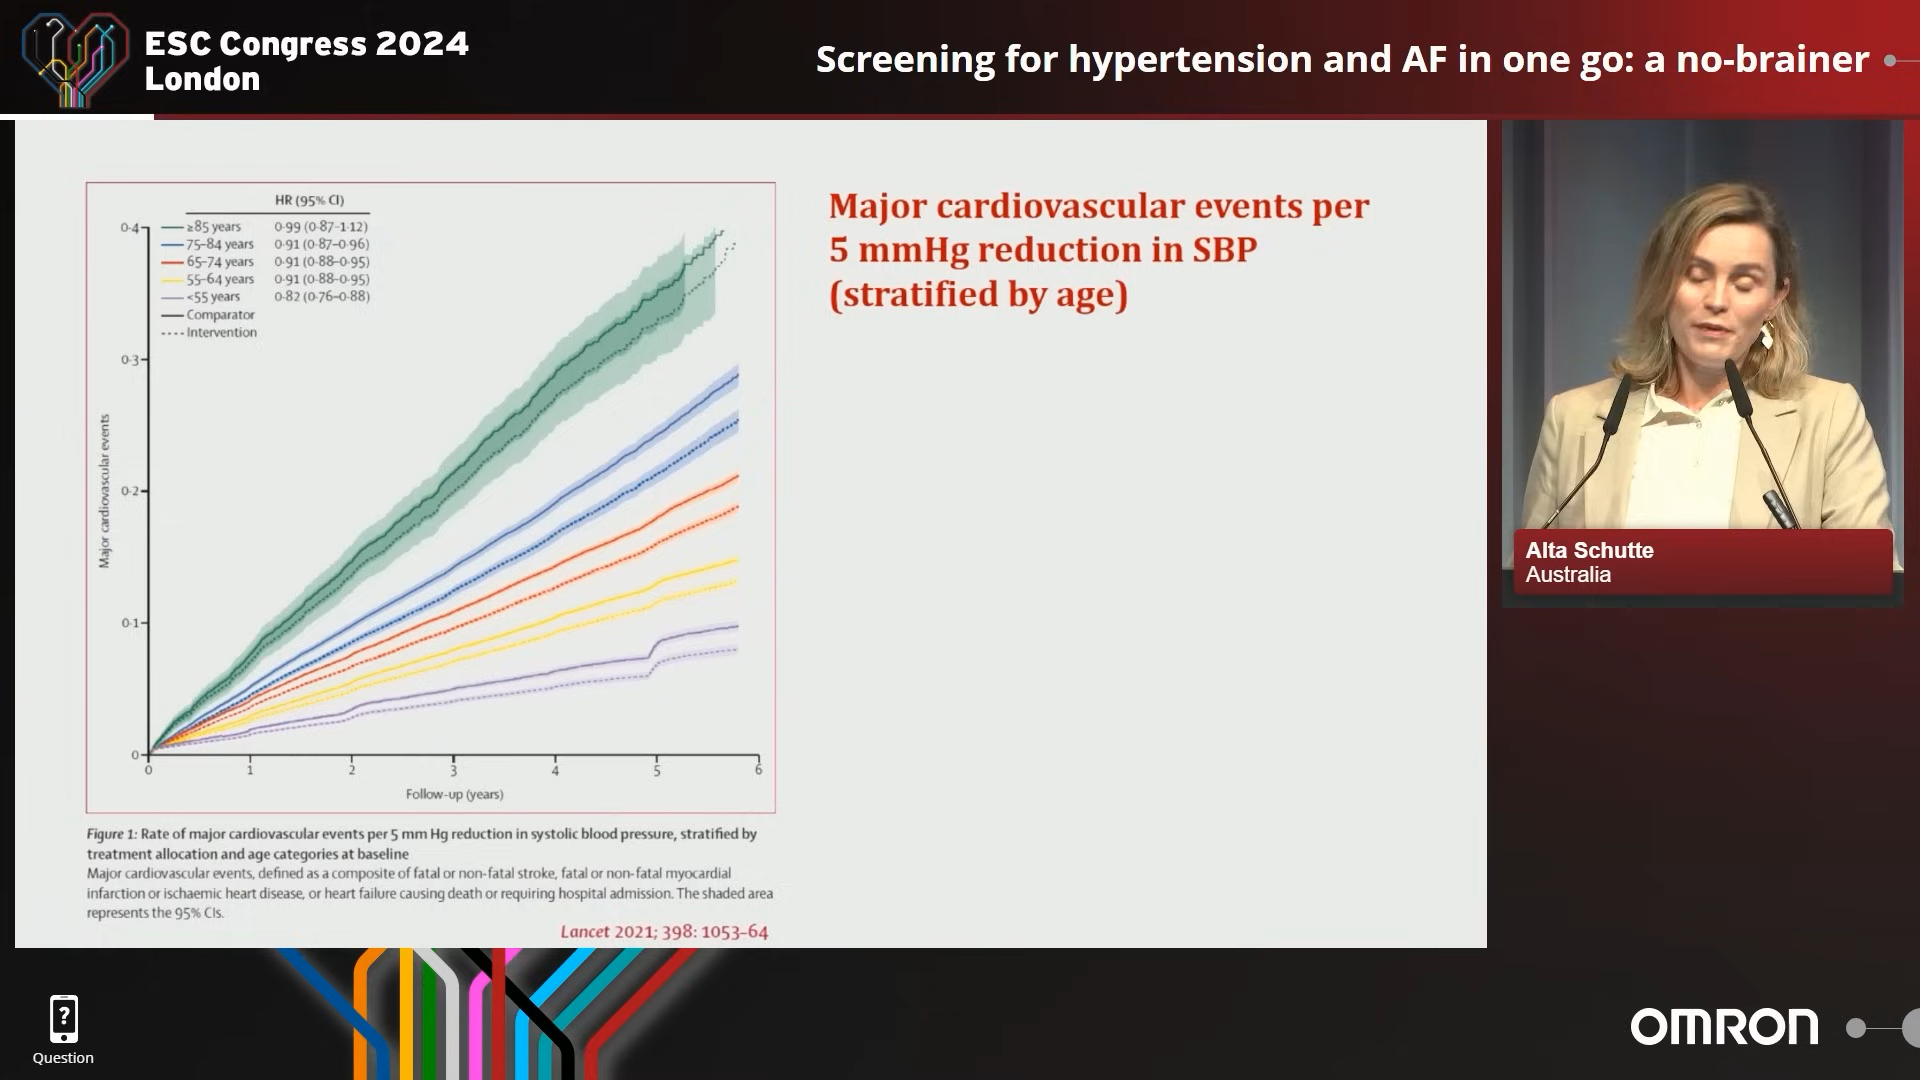 ESC Congress 2024
London
Screening for hypertension and AF in one go: a no-brainer
HR (95% CI)
≥85 years 0·99 (0·87–1·12)
75–84 years 0·91 (0·87–0·96)
65–74 years 0·91 (0·88–0·95)
55–64 years 0·91 (0·88–0·95)
<55 years 0·82 (0·76–0·88)
Comparator
Intervention
0·4
0·3
0·2
0·1
0
Major cardiovascular events
0 1 2 3 4 5 6
Follow-up (years)
Figure 1: Rate of major cardiovascular events per 5 mm Hg reduction in systolic blood pressure, stratified by
treatment allocation and age categories at baseline
Major cardiovascular events, defined as a composite of fatal or non-fatal stroke, fatal or non-fatal myocardial
infarction or ischaemic heart disease, or heart failure causing death or requiring hospital admission. The shaded area
represents the 95% CIs.
Lancet 2021; 398: 1053–64
Major cardiovascular events per
5 mmHg reduction in SBP
(stratified by age)
Alta Schutte
Australia
?
Question
OMRON